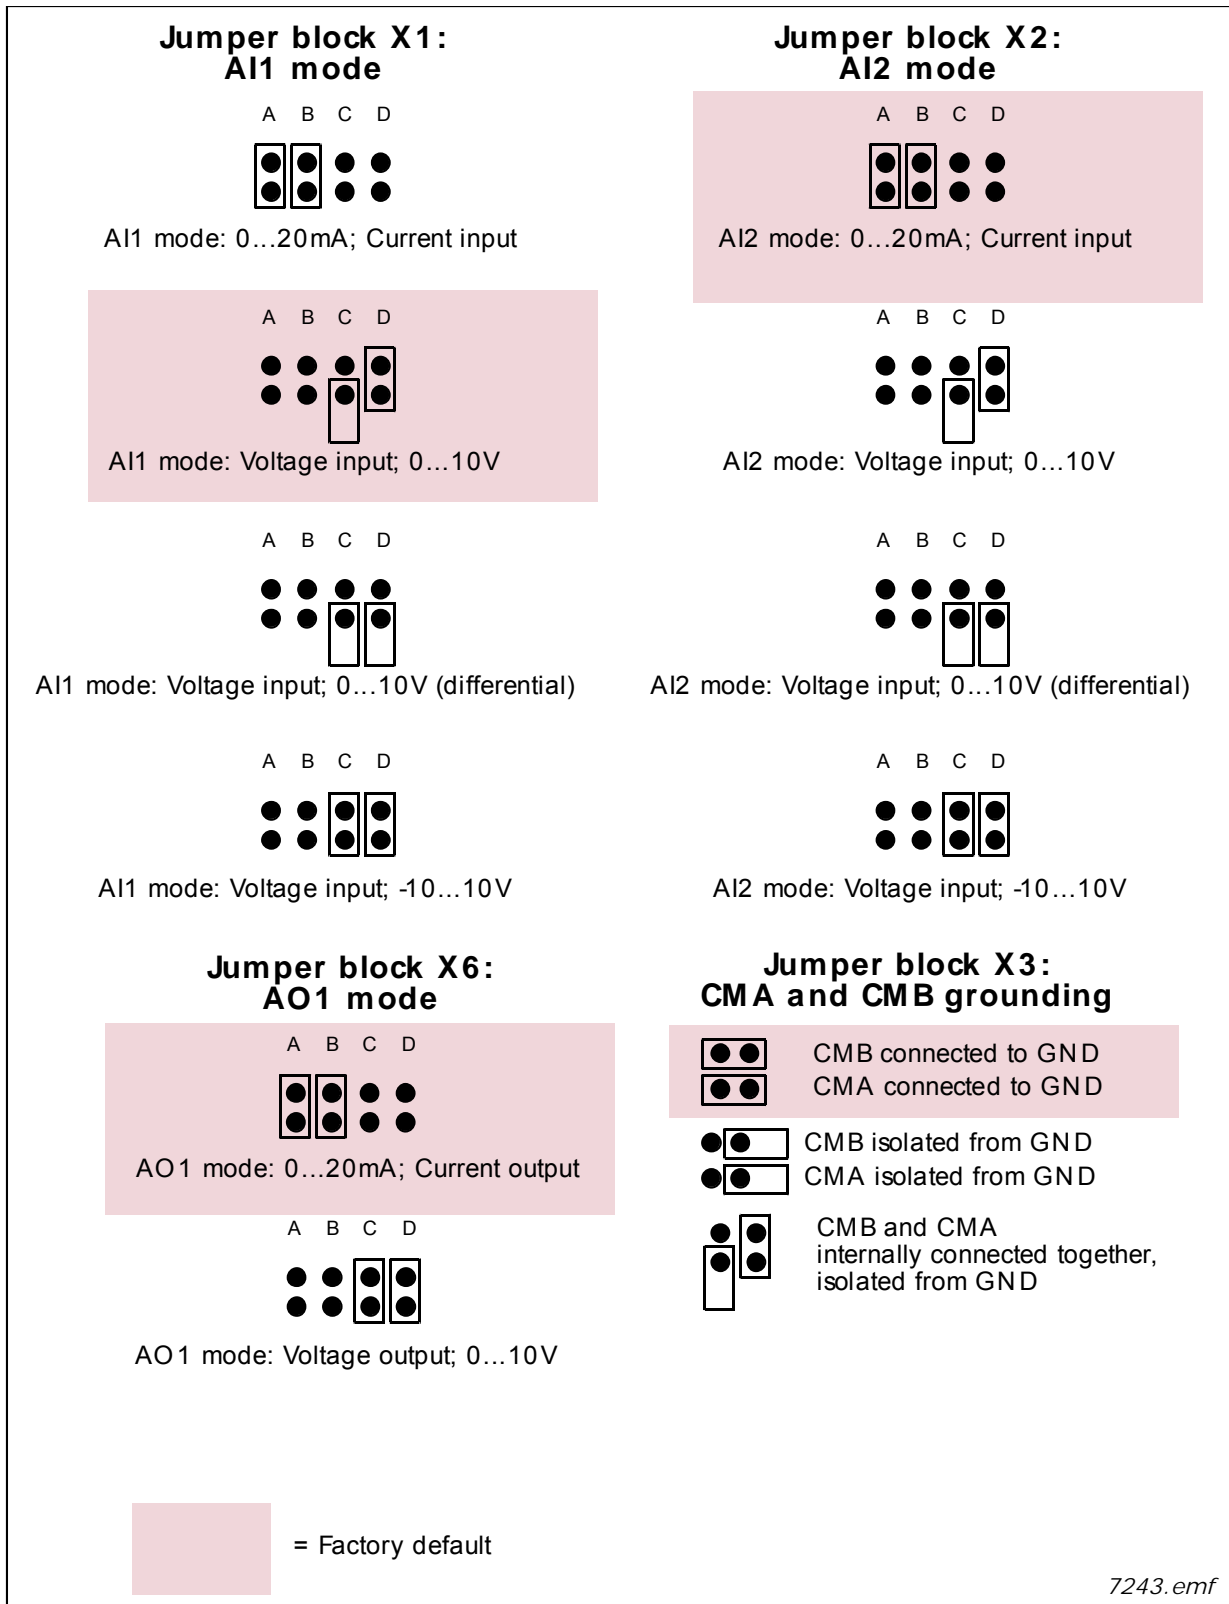 Jumper block X1:
AI1 mode
A B C D
AI1 mode: 0...20mA; Current input
A B C D
AI1 mode: Voltage input; 0...10V
A B C D
AI1 mode: Voltage input; 0...10V (differential)
A B C D
AI1 mode: Voltage input; -10...10V
Jumper block X2:
AI2 mode
A B C D
AI2 mode: 0...20mA; Current input
A B C D
AI2 mode: Voltage input; 0...10V
A B C D
AI2 mode: Voltage input; 0...10V (differential)
A B C D
AI2 mode: Voltage input; -10...10V
Jumper block X6:
AO1 mode
A B C D
AO1 mode: 0...20mA; Current output
A B C D
AO1 mode: Voltage output; 0...10V
Jumper block X3:
CMA and CMB grounding
CMB connected to GND
CMA connected to GND
CMB isolated from GND
CMA isolated from GND
CMB and CMA
internally connected together,
isolated from GND
= Factory default
7243.emf